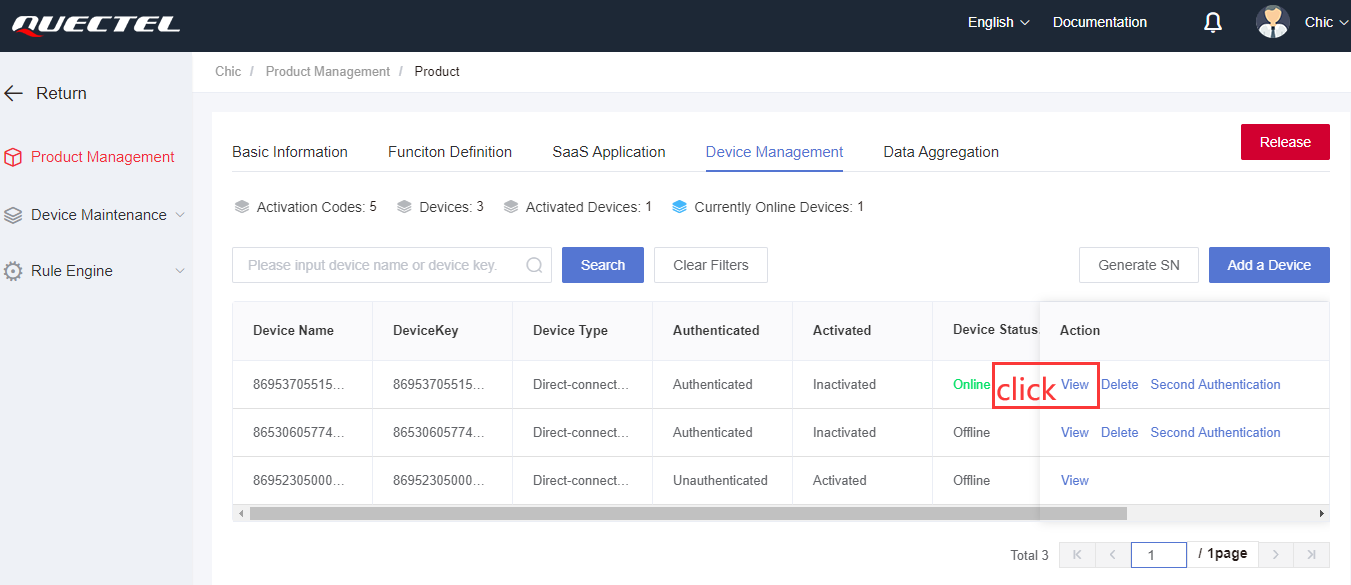 QUECTEL English Documentation Chic
Chic / Product Management / Product
Return
Product Management
Device Maintenance
Rule Engine
Basic Information Funciton Definition SaaS Application Device Management Data Aggregation Release
Activation Codes: 5 Devices: 3 Activated Devices: 1 Currently Online Devices: 1
Please input device name or device key. Search Clear Filters Generate SN Add a Device
Device Name DeviceKey Device Type Authenticated Activated Device Status Action
86953705515... 86953705515... Direct-connect... Authenticated Inactivated Online click View Delete Second Authentication
86530605774... 86530605774... Direct-connect... Authenticated Inactivated Offline View Delete Second Authentication
86952305000... 86952305000... Direct-connect... Unauthenticated Activated Offline View
Total 3 1 / 1page